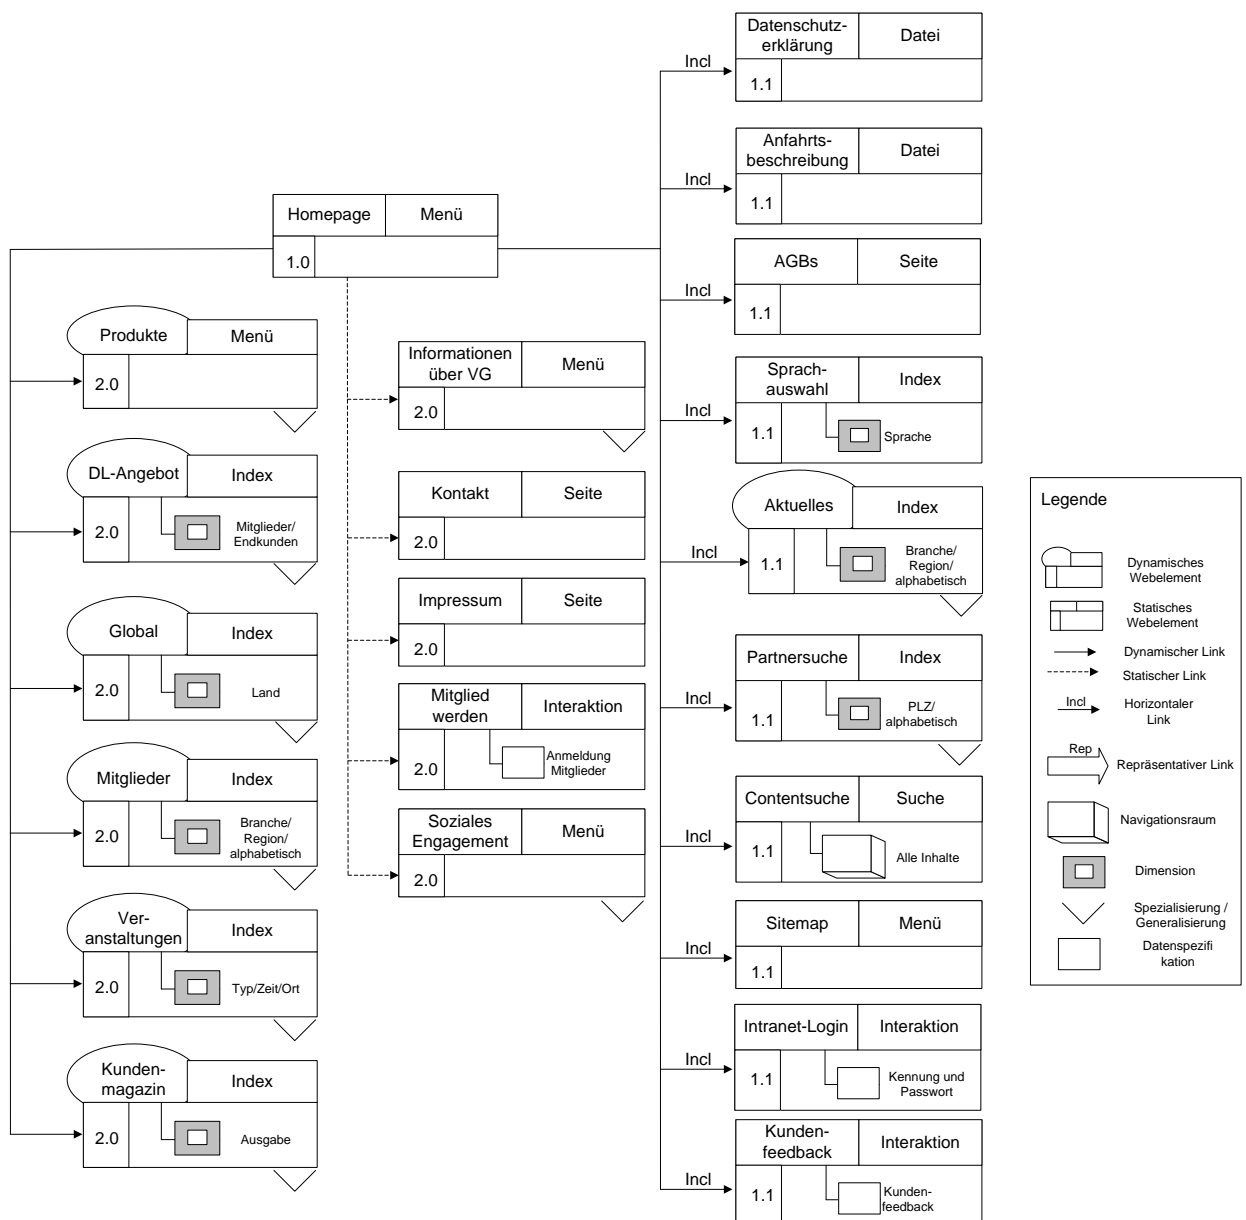 Homepage
Menü
1.0
Produkte
Menü
2.0
DL-Angebot
Index
2.0
Mitglieder/
Endkunden
Global
Index
2.0
Land
Mitglieder
Index
2.0
Branche/
Region/
alphabetisch
Ver-
anstaltungen
Index
2.0
Typ/Zeit/Ort
Kunden-
magazin
Index
2.0
Ausgabe
Informationen
über VG
Menü
2.0
Kontakt
Seite
2.0
Impressum
Seite
2.0
Mitglied
werden
Interaktion
2.0
Anmeldung
Mitglieder
Soziales
Engagement
Menü
2.0
Incl
Datenschutz-
erklärung
Datei
1.1
Incl
Anfahrts-
beschreibung
Datei
1.1
Incl
AGBs
Seite
1.1
Incl
Sprach-
auswahl
Index
1.1
Sprache
Incl
Aktuelles
Index
1.1
Branche/
Region/
alphabetisch
Incl
Partnersuche
Index
1.1
PLZ/
alphabetisch
Incl
Contentsuche
Suche
1.1
Alle Inhalte
Incl
Sitemap
Menü
1.1
Incl
Intranet-Login
Interaktion
1.1
Kennung und
Passwort
Incl
Kunden-
feedback
Interaktion
1.1
Kunden-
feedback
Legende
Dynamisches
Webelement
Statisches
Webelement
Dynamischer Link
Statischer Link
Incl
Horizontaler
Link
Rep
Repräsentativer Link
Navigationsraum
Dimension
Spezialisierung /
Generalisierung
Datenspezifi
kation